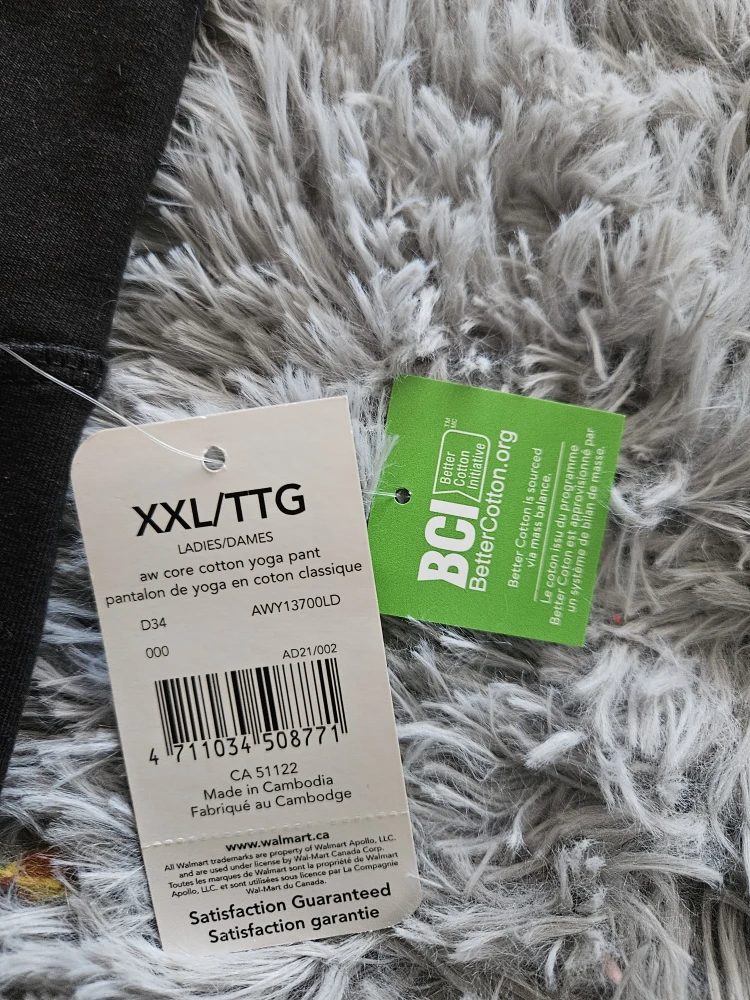 XXL/TTG
LADIES/DAMES
aw core cotton yoga pant
pantalon de yoga en coton classique
D34
AWY13700LD
000
AD21/002
4 711034 508771
CA 51122
Made in Cambodia
Fabriqué au Cambodge
www.walmart.ca
All Walmart trademarks are property of Walmart Apollo, LLC.
and are used under license by Wal-Mart Canada Corp.
Toutes les marques de Walmart sont la propriété de Walmart
Apollo, LLC. et sont utilisées sous licence par La Compagnie
Wal-Mart du Canada.
Satisfaction Guaranteed
Satisfaction garantie
BCI
Better
Cotton
Initiative
TM
MC
BetterCotton.org
Better Cotton is sourced
via mass balance.
Le coton issu du programme
Better Coton est approvisionné par
un système de bilan de masse.